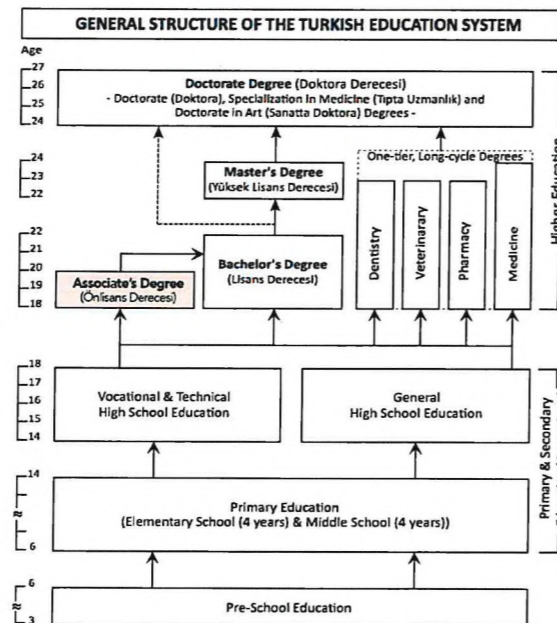 GENERAL STRUCTURE OF THE TURKISH EDUCATION SYSTEM
Age
27
26
25
24
Doctorate Degree (Doktora Derecesi)
- Doctorate (Doktora), Specialization in Medicine (Tıpta Uzmanlık) and
Doctorate in Art (Sanatta Doktora) Degrees -
24
23
22
Master's Degree
(Yüksek Lisans Derecesi)
One-tier, Long-cycle Degrees
Dentistry
Veterinarary
Pharmacy
Medicine
Higher Education
22
21
20
19
18
Bachelor's Degree
(Lisans Derecesi)
Associate's Degree
(Önlisans Derecesi)
18
17
16
15
14
Vocational & Technical
High School Education
General
High School Education
Primary & Secondary
14
6
Primary Education
(Elementary School (4 years) & Middle School (4 years))
6
3
Pre-School Education